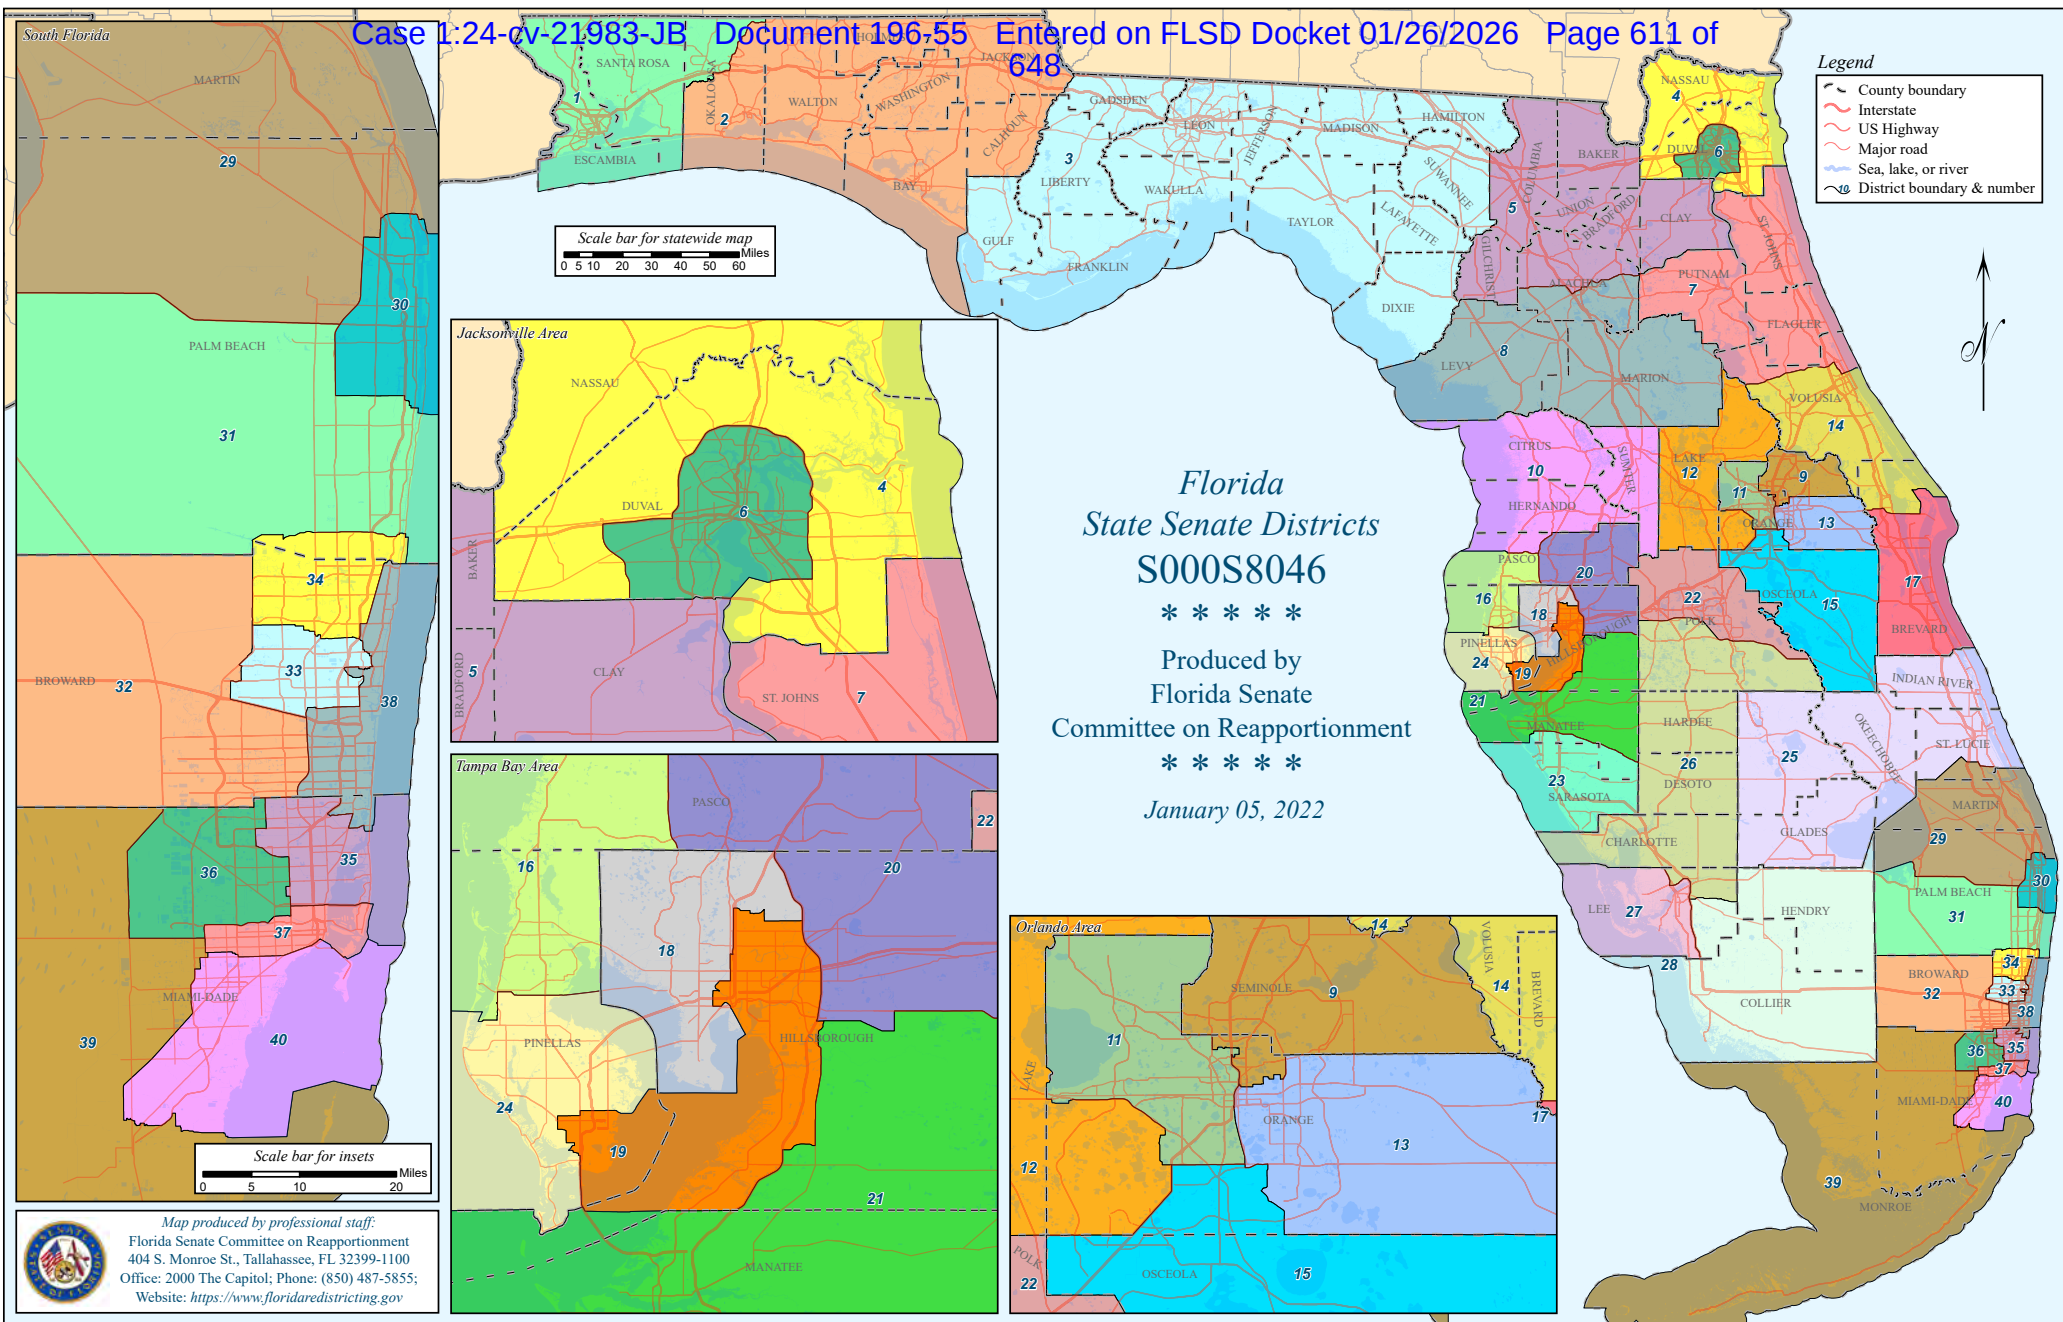 Case 1:24-cv-21983-JB Document 196-55 Entered on FLSD Docket 01/26/2026 Page 611 of
648
South Florida
MARTIN
29
30
PALM BEACH
31
34
33
BROWARD
32
38
36
35
37
MIAMI-DADE
39
40
Scale bar for insets
Miles
0 5 10 20
Map produced by professional staff:
Florida Senate Committee on Reapportionment
404 S. Monroe St., Tallahassee, FL 32399-1100
Office: 2000 The Capitol; Phone: (850) 487-5855;
Website: https://www.floridaredistricting.gov
SANTA ROSA
1
ESCAMBIA
OKALOOSA
2
WALTON
HOLMES
WASHINGTON
JACKSON
CALHOUN
BAY
GADSDEN
LEON
JEFFERSON
MADISON
HAMILTON
3
LIBERTY
WAKULLA
SUWANNEE
TAYLOR
LAFAYETTE
GULF
FRANKLIN
DIXIE
COLUMBIA
BAKER
NASSAU
4
DUVAL
6
5
UNION
BRADFORD
CLAY
ST. JOHNS
GILCHRIST
ALACHUA
PUTNAM
7
FLAGLER
8
LEVY
MARION
VOLUSIA
14
CITRUS
10
SUMTER
LAKE
12
11
9
HERNANDO
ORANGE
13
PASCO
20
16
18
22
OSCEOLA
15
17
POLK
BREVARD
PINELLAS
HILLSBOROUGH
24
19
21
INDIAN RIVER
MANATEE
HARDEE
OKEECHOBEE
ST. LUCIE
25
26
23
DESOTO
SARASOTA
MARTIN
GLADES
29
CHARLOTTE
30
PALM BEACH
LEE
27
HENDRY
31
28
34
BROWARD
32
33
COLLIER
38
36
35
37
MIAMI-DADE
40
39
MONROE
Legend
County boundary
Interstate
US Highway
Major road
Sea, lake, or river
10 District boundary & number
N
Scale bar for statewide map
Miles
0 5 10 20 30 40 50 60
Jacksonville Area
NASSAU
4
DUVAL
6
BAKER
BRADFORD
5
CLAY
ST. JOHNS
7
Tampa Bay Area
PASCO
22
16
20
18
PINELLAS
HILLSBOROUGH
24
19
21
MANATEE
Florida
State Senate Districts
S000S8046
* * * * *
Produced by
Florida Senate
Committee on Reapportionment
* * * * *
January 05, 2022
Orlando Area
14
VOLUSIA
SEMINOLE
9
14
BREVARD
11
LAKE
17
ORANGE
13
12
POLK
OSCEOLA
15
22